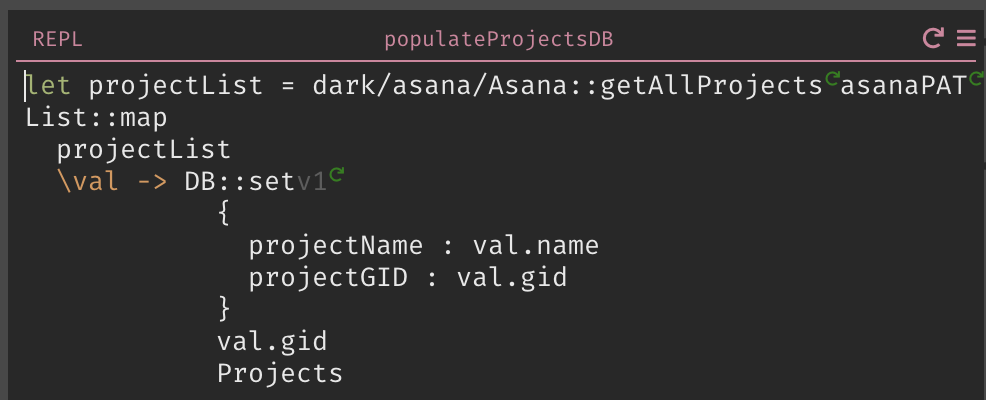 REPL populateProjectsDB
let projectList = dark/asana/Asana::getAllProjects asanaPAT
List::map
  projectList
  \val -> DB::setv1
            {
              projectName : val.name
              projectGID : val.gid
            }
            val.gid
            Projects